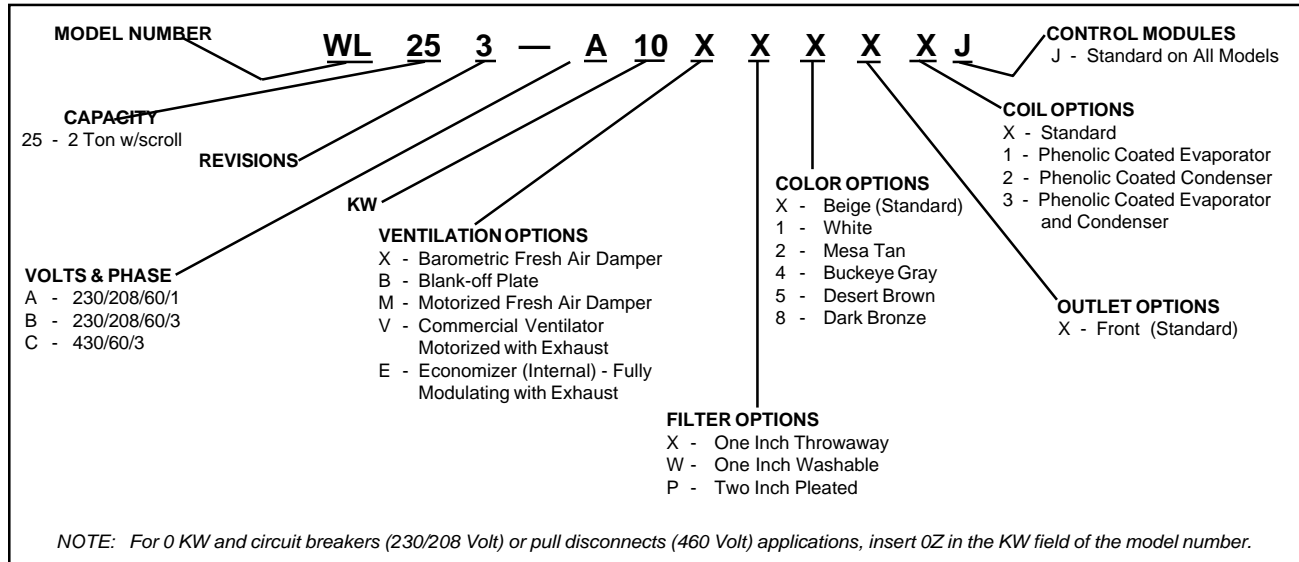 MODEL NUMBER
WL 25 3 — A 10 X X X X X J
CONTROL MODULES
J - Standard on All Models
CAPACITY
25 - 2 Ton w/scroll
REVISIONS
COIL OPTIONS
X - Standard
1 - Phenolic Coated Evaporator
2 - Phenolic Coated Condenser
3 - Phenolic Coated Evaporator
and Condenser
KW
COLOR OPTIONS
X - Beige (Standard)
1 - White
2 - Mesa Tan
4 - Buckeye Gray
5 - Desert Brown
8 - Dark Bronze
VENTILATION OPTIONS
X - Barometric Fresh Air Damper
B - Blank-off Plate
M - Motorized Fresh Air Damper
V - Commercial Ventilator
Motorized with Exhaust
E - Economizer (Internal) - Fully
Modulating with Exhaust
VOLTS & PHASE
A - 230/208/60/1
B - 230/208/60/3
C - 430/60/3
OUTLET OPTIONS
X - Front (Standard)
FILTER OPTIONS
X - One Inch Throwaway
W - One Inch Washable
P - Two Inch Pleated
NOTE: For 0 KW and circuit breakers (230/208 Volt) or pull disconnects (460 Volt) applications, insert 0Z in the KW field of the model number.